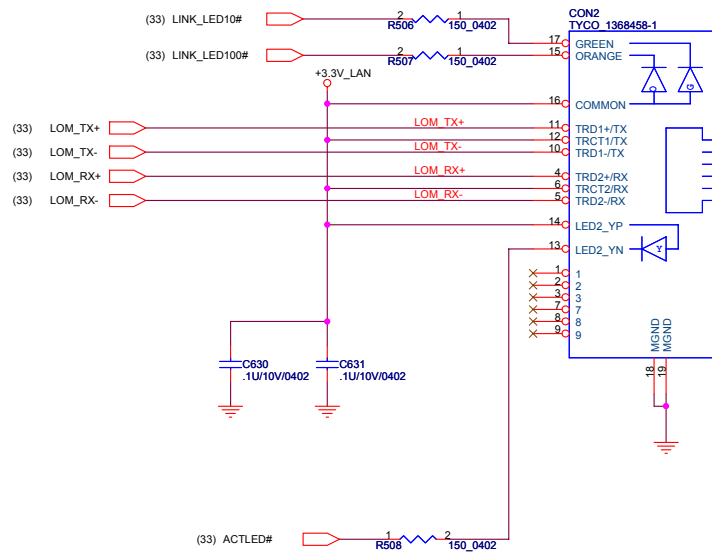 CON2
TYCO_1368458-1
(33) LINK_LED10# 2 R506 1 150_0402 17 GREEN
(33) LINK_LED100# 2 R507 1 150_0402 15 ORANGE
+3.3V_LAN
O G
16 COMMON
(33) LOM_TX+ LOM_TX+ 11 TRD1+/TX
12 TRCT1/TX
(33) LOM_TX- LOM_TX- 10 TRD1-/TX
(33) LOM_RX+ LOM_RX+ 4 TRD2+/RX
6 TRCT2/RX
(33) LOM_RX- LOM_RX- 5 TRD2-/RX
14 LED2_YP
13 LED2_YN Y
1 1
2 2
3 3
7 7
8 8
9 9
MGND
MGND
18
19
C630
.1U/10V/0402
C631
.1U/10V/0402
(33) ACTLED# 1 R508 2 150_0402